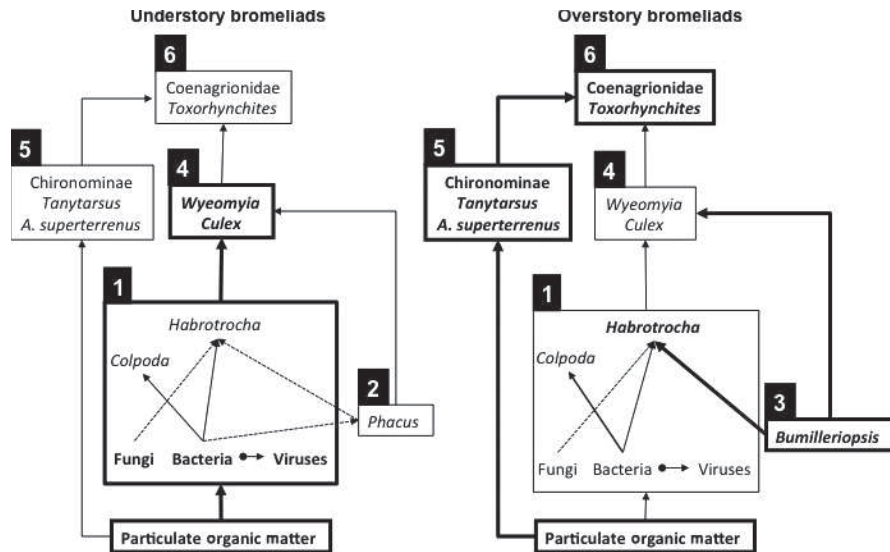 Understory bromeliads
6
Coenagrionidae
Toxorhynchites
5
Chironominae
Tanytarsus
A. superterrenus
4
Wyeomyia
Culex
1
Habrotrocha
Colpoda
2
Phacus
Fungi Bacteria Viruses
Particulate organic matter
Overstory bromeliads
6
Coenagrionidae
Toxorhynchites
5
Chironominae
Tanytarsus
A. superterrenus
4
Wyeomyia
Culex
1
Habrotrocha
Colpoda
3
Bumilleriopsis
Fungi Bacteria Viruses
Particulate organic matter